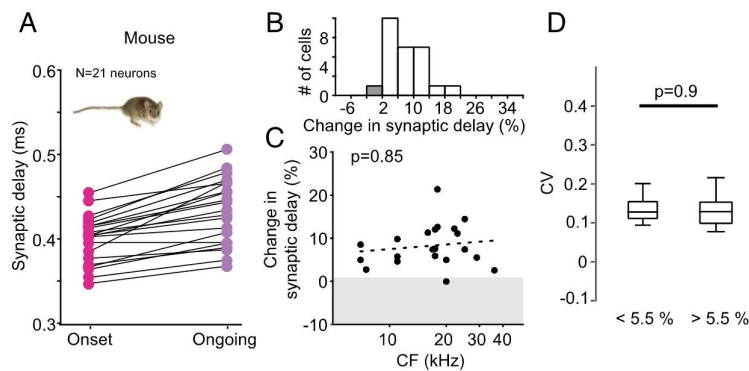 A
Mouse
N=21 neurons
0.6
0.5
0.4
0.3
Synaptic delay (ms)
Onset
Ongoing
B
# of cells
8
4
0
-6
2
10
18
26
34
Change in synaptic delay (%)
C
p=0.85
Change in
synaptic delay (%)
30
20
10
0
-10
10
20
30
40
CF (kHz)
D
p=0.9
CV
0.4
0.3
0.2
0.1
0
-0.1
< 5.5 %
> 5.5 %